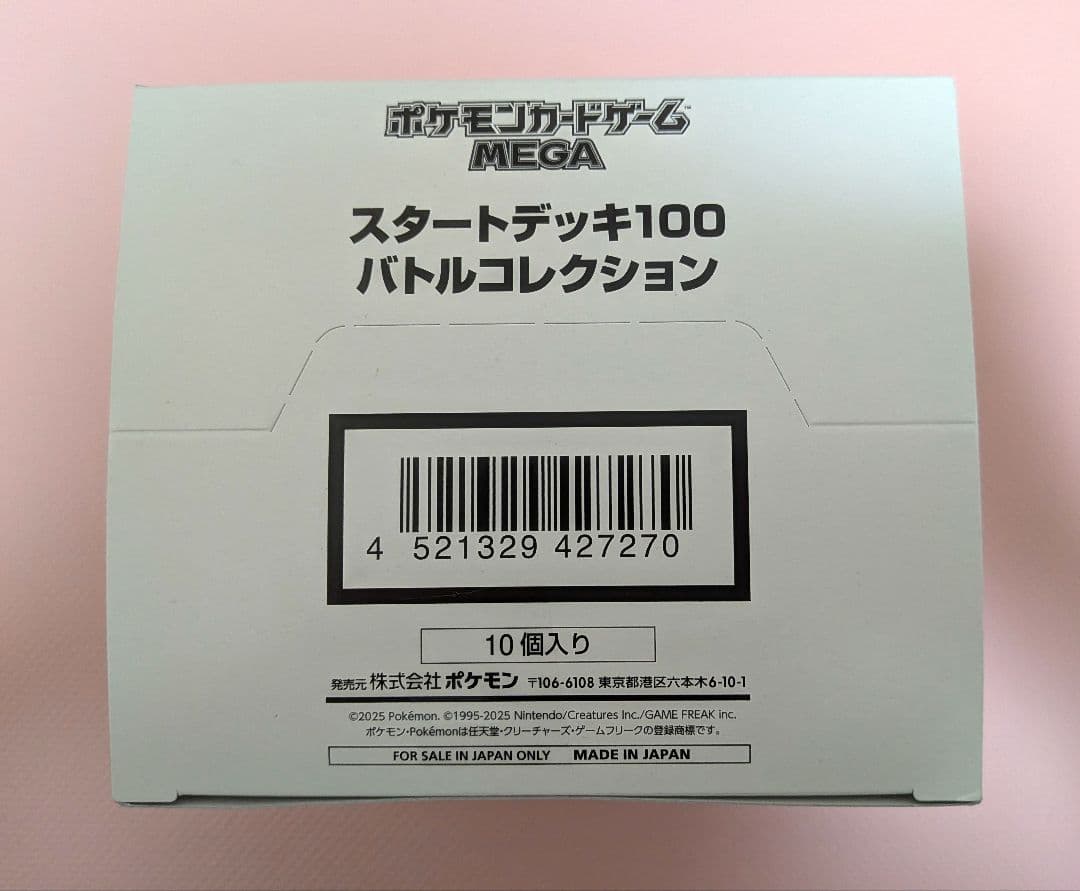 ポケモンカードゲーム™
MEGA
スタートデッキ100
バトルコレクション
4 521329 427270
10個入り
発売元 株式会社 ポケモン 〒106-6108 東京都港区六本木6-10-1
©2025 Pokémon. ©1995-2025 Nintendo/Creatures Inc./GAME FREAK inc.
ポケモン・Pokémonは任天堂・クリーチャーズ・ゲームフリークの登録商標です。
FOR SALE IN JAPAN ONLY MADE IN JAPAN